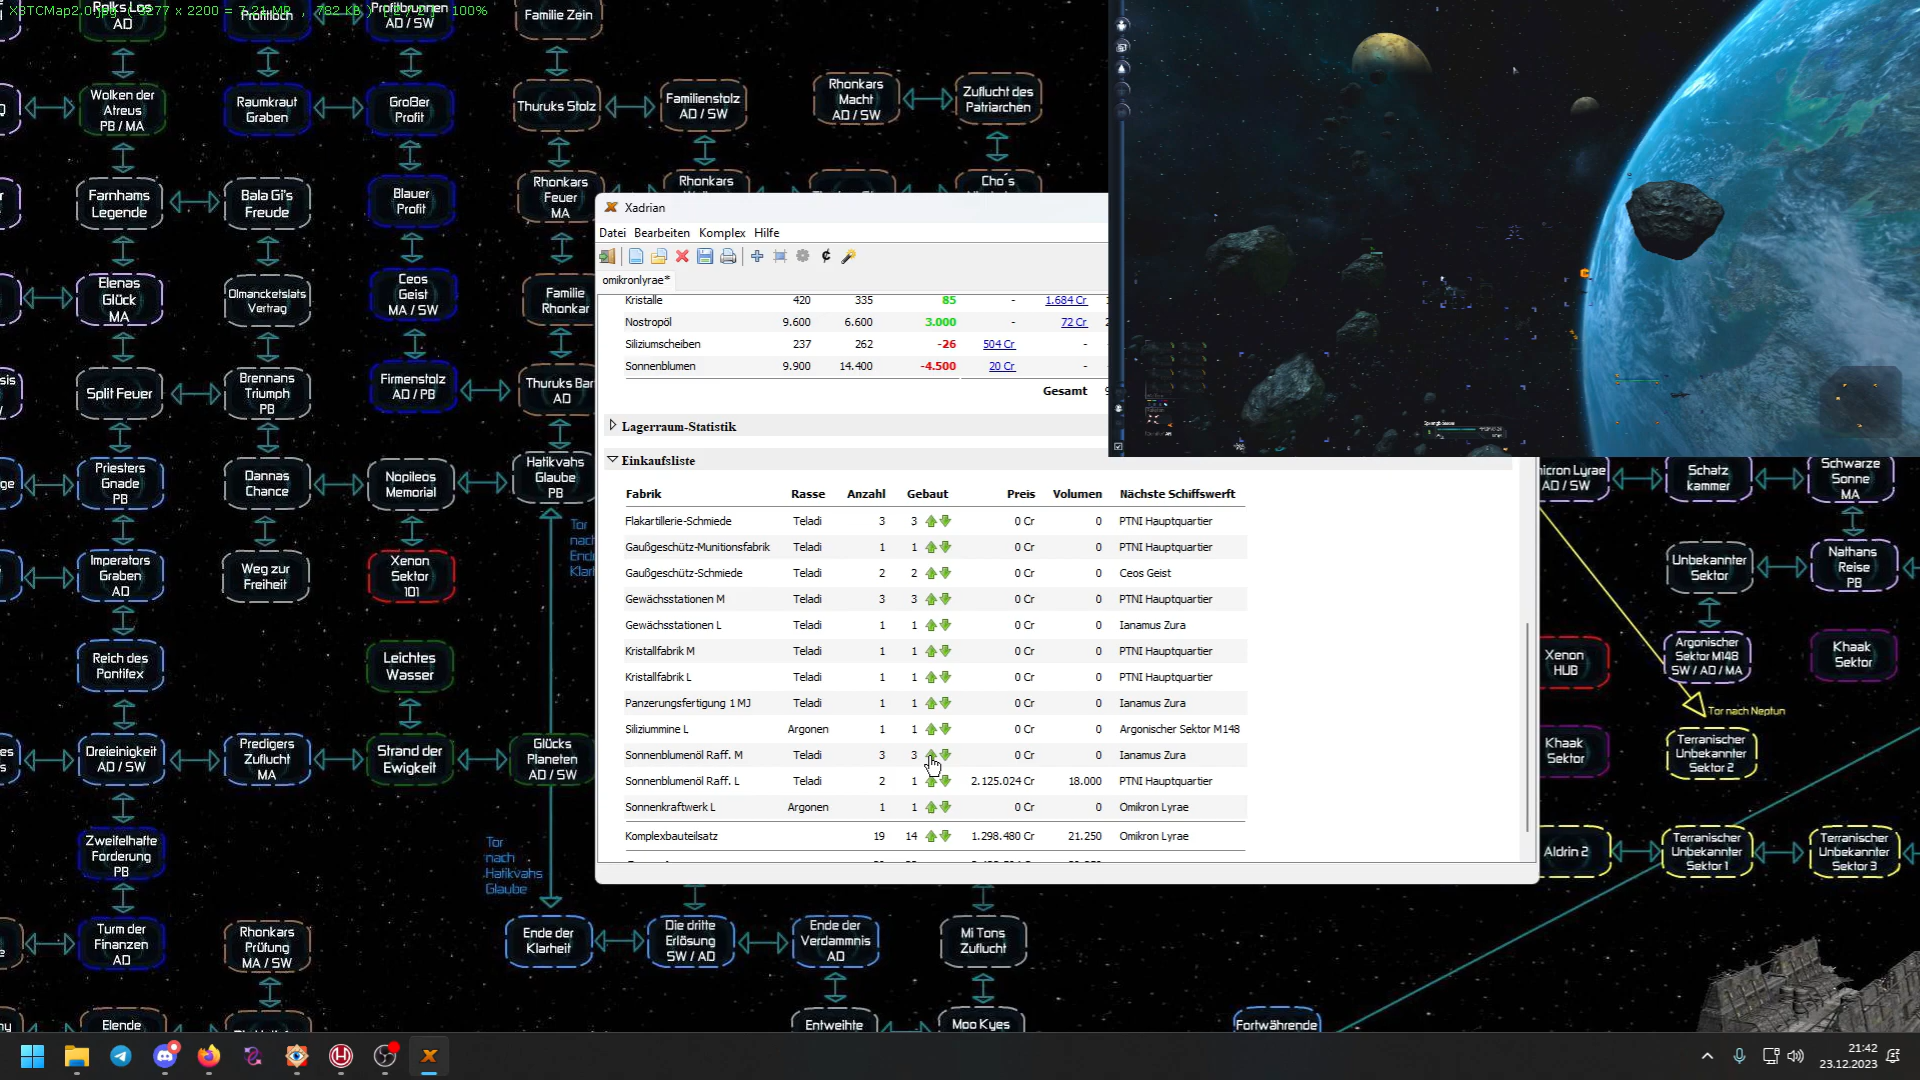 X3TCMap2.0.jpg ( 3277 x 2200 = 7.21 MP , 782 KB )
100%
Rolks Los
AD
Profitloch
Profitbrunnen
AD / SW
Familie Zein
Wolken der
Atreus
PB / MA
Raumkraut
Graben
Großer
Profit
Thuruks Stolz
Familienstolz
AD / SW
Rhonkars
Macht
AD / SW
Zuflucht des
Patriarchen
Farnhams
Legende
Bala Gi's
Freude
Blauer
Profit
Rhonkars
Feuer
MA
Rhonkars
Cho´s
Elenas
Glück
MA
Olmancketslats
Vertrag
Ceos
Geist
MA / SW
Familie
Rhonkar
Split Feuer
Brennans
Triumph
PB
Firmenstolz
AD / PB
Thuruks Bar
AD
Priesters
Gnade
PB
Dannas
Chance
Nopileos
Memorial
Hatikvahs
Glaube
PB
Tor
nach
Ende
Klar
Imperators
Graben
AD
Weg zur
Freiheit
Xenon
Sektor
101
Reich des
Pontifex
Leichtes
Wasser
Dreieinigkeit
AD / SW
Predigers
Zuflucht
MA
Strand der
Ewigkeit
Glücks
Planeten
AD / SW
Zweifelhafte
Forderung
PB
Tor
nach
Hatikvahs
Glaube
Turm der
Finanzen
AD
Rhonkars
Prüfung
MA / SW
Ende der
Klarheit
Die dritte
Erlösung
SW / AD
Ende der
Verdammnis
AD
Mi Tons
Zuflucht
Elende
Entweihte
Moo Kyes
Fortwährende
Xadrian
Datei Bearbeiten Komplex Hilfe
omikronlyrae*
Kristalle 420 335 85 - 1.684 Cr
Nostropöl 9.600 6.600 3.000 - 72 Cr
Siliziumscheiben 237 262 -26 504 Cr -
Sonnenblumen 9.900 14.400 -4.500 20 Cr -
Gesamt
Lagerraum-Statistik
Einkaufsliste
Fabrik Rasse Anzahl Gebaut Preis Volumen Nächste Schiffswerft
Flakartillerie-Schmiede Teladi 3 3 0 Cr 0 PTNI Hauptquartier
Gaußgeschütz-Munitionsfabrik Teladi 1 1 0 Cr 0 PTNI Hauptquartier
Gaußgeschütz-Schmiede Teladi 2 2 0 Cr 0 Ceos Geist
Gewächsstationen M Teladi 3 3 0 Cr 0 PTNI Hauptquartier
Gewächsstationen L Teladi 1 1 0 Cr 0 Ianamus Zura
Kristallfabrik M Teladi 1 1 0 Cr 0 PTNI Hauptquartier
Kristallfabrik L Teladi 1 1 0 Cr 0 PTNI Hauptquartier
Panzerungsfertigung 1 MJ Teladi 1 1 0 Cr 0 Ianamus Zura
Siliziummine L Argonen 1 1 0 Cr 0 Argonischer Sektor M148
Sonnenblumenöl Raff. M Teladi 3 3 0 Cr 0 Ianamus Zura
Sonnenblumenöl Raff. L Teladi 2 1 2.125.024 Cr 18.000 PTNI Hauptquartier
Sonnenkraftwerk L Argonen 1 1 0 Cr 0 Omikron Lyrae
Komplexbauteilsatz 19 14 1.298.480 Cr 21.250 Omikron Lyrae
icron Lyrae
AD / SW
Schatz
kammer
Schwarze
Sonne
MA
Unbekannter
Sektor
Nathans
Reise
PB
Xenon
HUB
Argonischer
Sektor M148
SW / AD / MA
Khaak
Sektor
Tor nach Neptun
Khaak
Sektor
Terranischer
Unbekannter
Sektor 2
Aldrin 2
Terranischer
Unbekannter
Sektor 1
Terranischer
Unbekannter
Sektor 3
21:42
23.12.2023